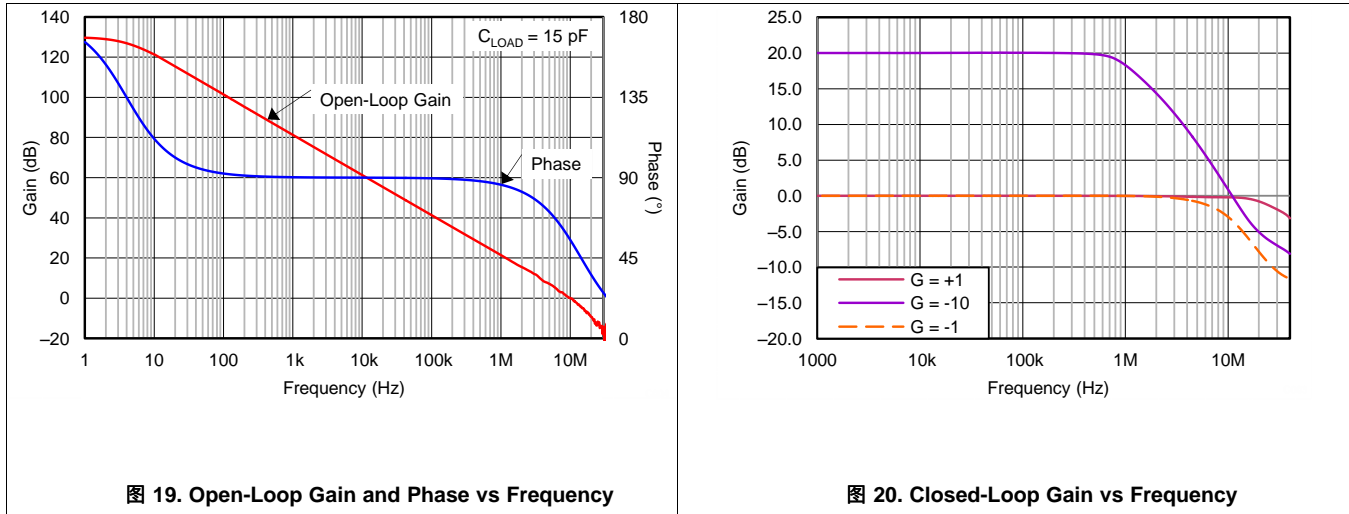 140
120
100
80
60
40
20
0
–20
Gain (dB)
180
135
90
45
0
Phase (°)
C_LOAD = 15 pF
Open-Loop Gain
Phase
1 10 100 1k 10k 100k 1M 10M
Frequency (Hz)
图 19. Open-Loop Gain and Phase vs Frequency
25.0
20.0
15.0
10.0
5.0
0.0
–5.0
–10.0
–15.0
–20.0
Gain (dB)
G = +1
G = -10
G = -1
1000 10k 100k 1M 10M
Frequency (Hz)
图 20. Closed-Loop Gain vs Frequency